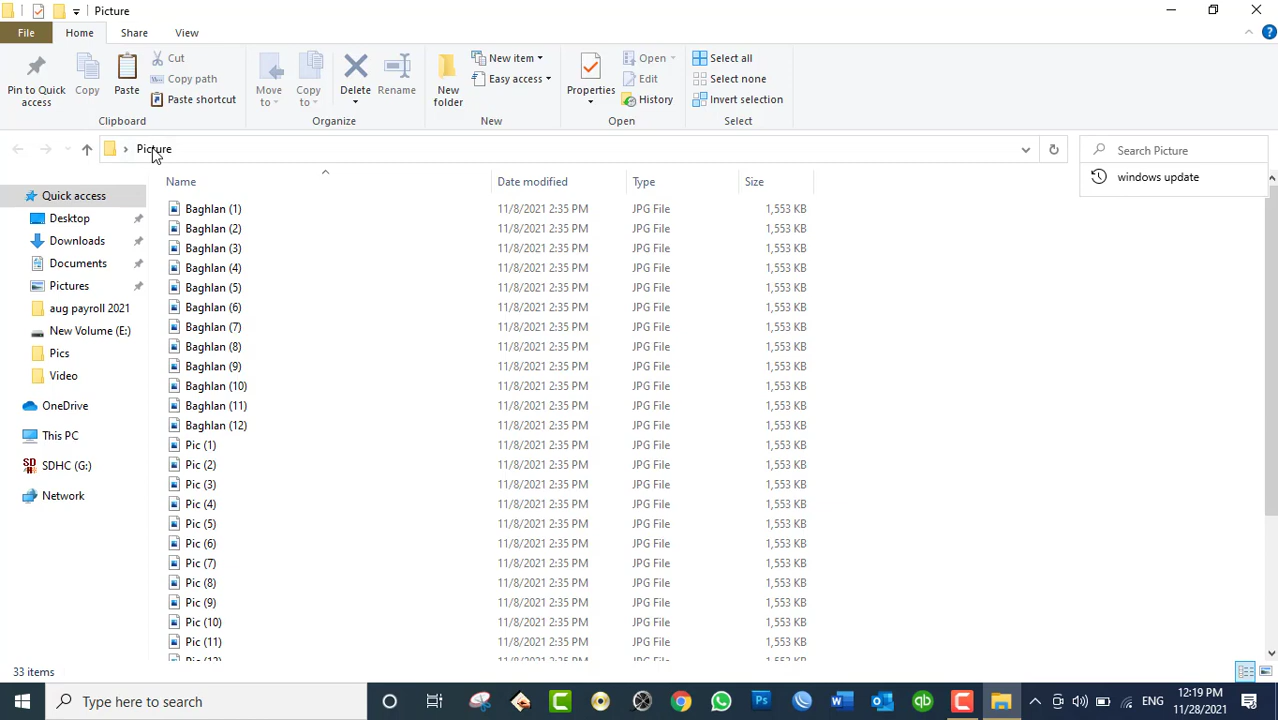 Picture
File Home Share View
Pin to Quick access
Copy
Paste
Cut
Copy path
Paste shortcut
Clipboard
Move to
Copy to
Delete
Rename
Organize
New folder
New item
Easy access
New
Properties
Open
Edit
History
Open
Select all
Select none
Invert selection
Select
Picture
Search Picture
windows update
Quick access
Desktop
Downloads
Documents
Pictures
aug payroll 2021
New Volume (E:)
Pics
Video
OneDrive
This PC
SDHC (G:)
Network
Name Date modified Type Size
Baghlan (1) 11/8/2021 2:35 PM JPG File 1,553 KB
Baghlan (2) 11/8/2021 2:35 PM JPG File 1,553 KB
Baghlan (3) 11/8/2021 2:35 PM JPG File 1,553 KB
Baghlan (4) 11/8/2021 2:35 PM JPG File 1,553 KB
Baghlan (5) 11/8/2021 2:35 PM JPG File 1,553 KB
Baghlan (6) 11/8/2021 2:35 PM JPG File 1,553 KB
Baghlan (7) 11/8/2021 2:35 PM JPG File 1,553 KB
Baghlan (8) 11/8/2021 2:35 PM JPG File 1,553 KB
Baghlan (9) 11/8/2021 2:35 PM JPG File 1,553 KB
Baghlan (10) 11/8/2021 2:35 PM JPG File 1,553 KB
Baghlan (11) 11/8/2021 2:35 PM JPG File 1,553 KB
Baghlan (12) 11/8/2021 2:35 PM JPG File 1,553 KB
Pic (1) 11/8/2021 2:35 PM JPG File 1,553 KB
Pic (2) 11/8/2021 2:35 PM JPG File 1,553 KB
Pic (3) 11/8/2021 2:35 PM JPG File 1,553 KB
Pic (4) 11/8/2021 2:35 PM JPG File 1,553 KB
Pic (5) 11/8/2021 2:35 PM JPG File 1,553 KB
Pic (6) 11/8/2021 2:35 PM JPG File 1,553 KB
Pic (7) 11/8/2021 2:35 PM JPG File 1,553 KB
Pic (8) 11/8/2021 2:35 PM JPG File 1,553 KB
Pic (9) 11/8/2021 2:35 PM JPG File 1,553 KB
Pic (10) 11/8/2021 2:35 PM JPG File 1,553 KB
Pic (11) 11/8/2021 2:35 PM JPG File 1,553 KB
33 items
Type here to search
ENG
12:19 PM
11/28/2021